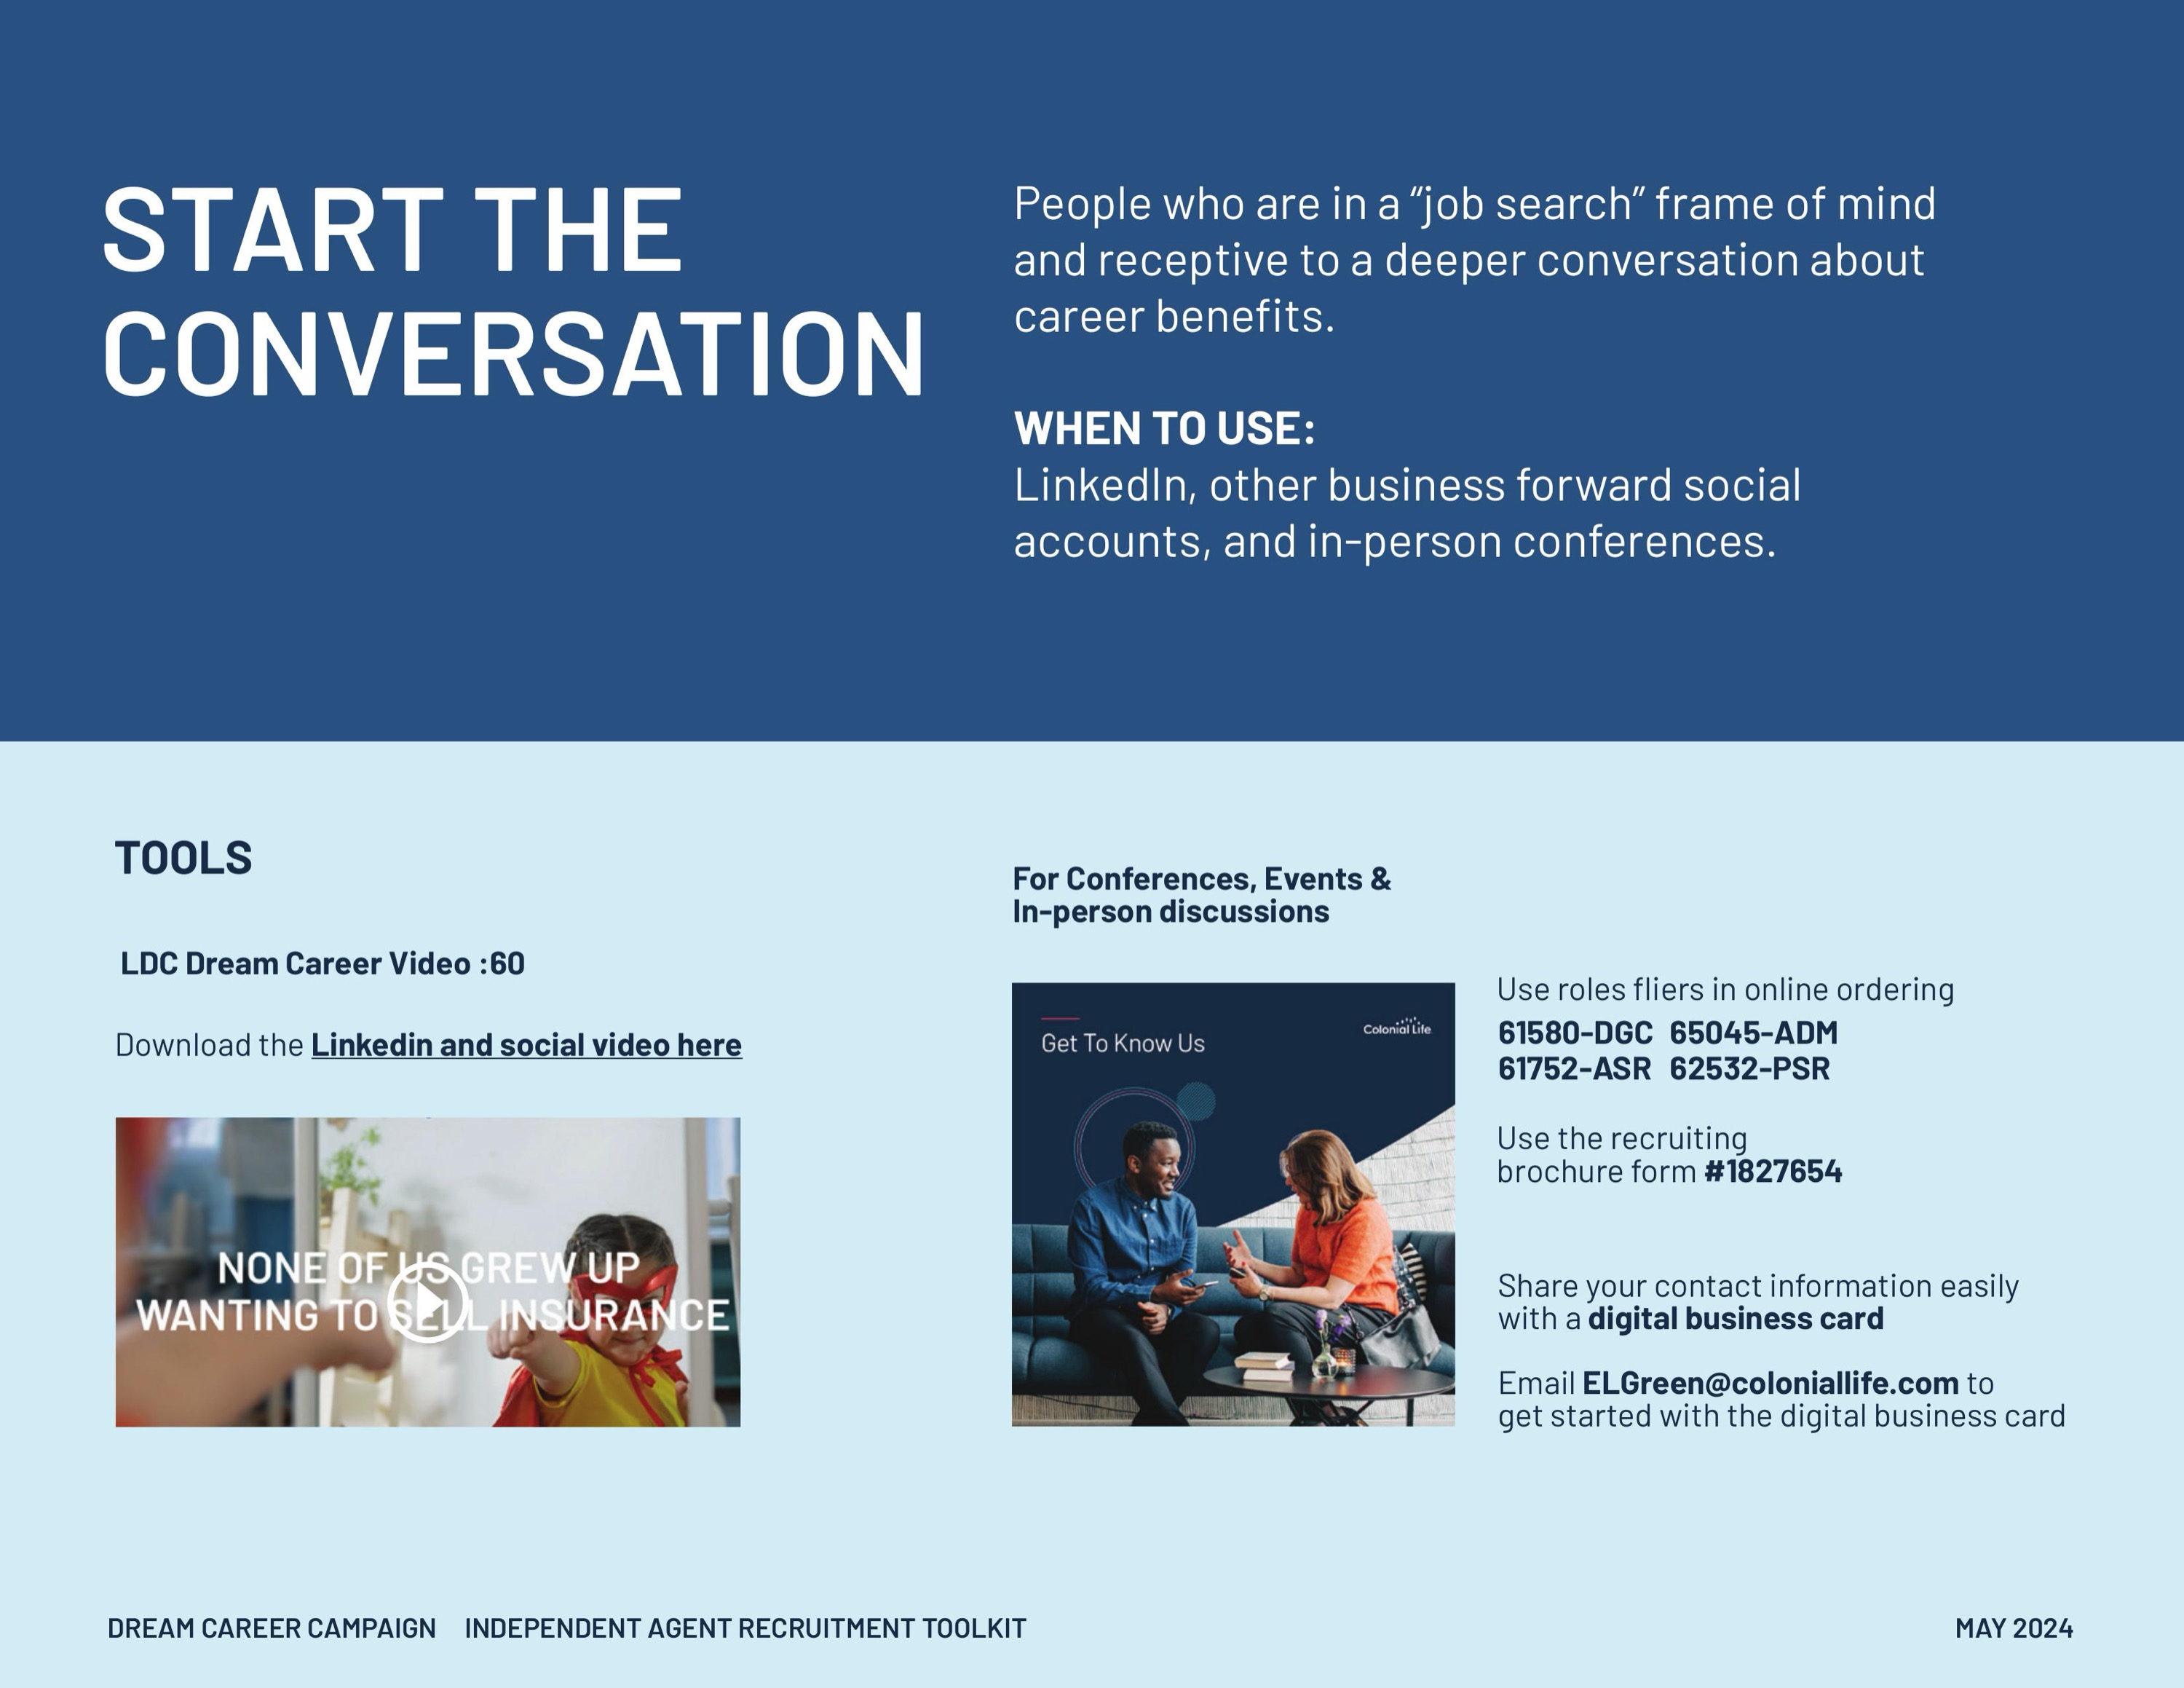 START THE
CONVERSATION
People who are in a “job search” frame of mind
and receptive to a deeper conversation about
career benefits.
WHEN TO USE:
LinkedIn, other business forward social
accounts, and in-person conferences.
TOOLS
LDC Dream Career Video :60
Download the Linkedin and social video here
NONE OF US GREW UP
WANTING TO SELL INSURANCE
For Conferences, Events &
In-person discussions
Get To Know Us
Colonial Life
Use roles fliers in online ordering
61580-DGC 65045-ADM
61752-ASR 62532-PSR
Use the recruiting
brochure form #1827654
Share your contact information easily
with a digital business card
Email ELGreen@coloniallife.com to
get started with the digital business card
DREAM CAREER CAMPAIGN INDEPENDENT AGENT RECRUITMENT TOOLKIT
MAY 2024